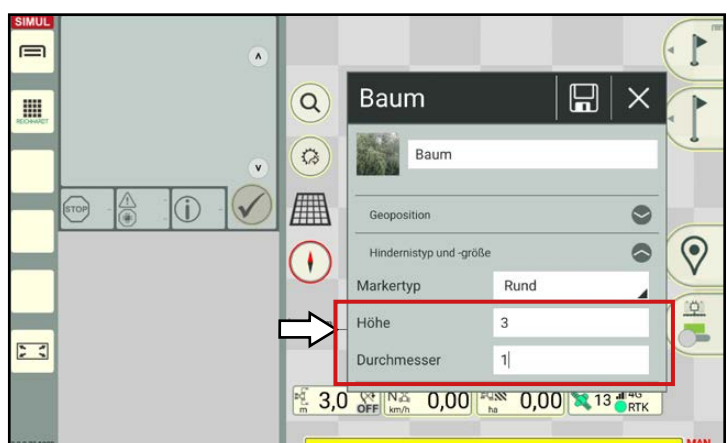 SIMUL
REICHHARDT
STOP
Baum
Baum
Geoposition
Hindernistyp und -größe
Markertyp Rund
Höhe 3
Durchmesser 1
m 3,0 OFF N km/h 0,00 ha 0,00 13 4G RTK
MAN